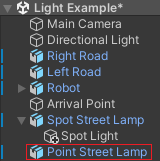 Light Example*
Main Camera
Directional Light
Right Road
Left Road
Robot
Arrival Point
Spot Street Lamp
Spot Light
Point Street Lamp